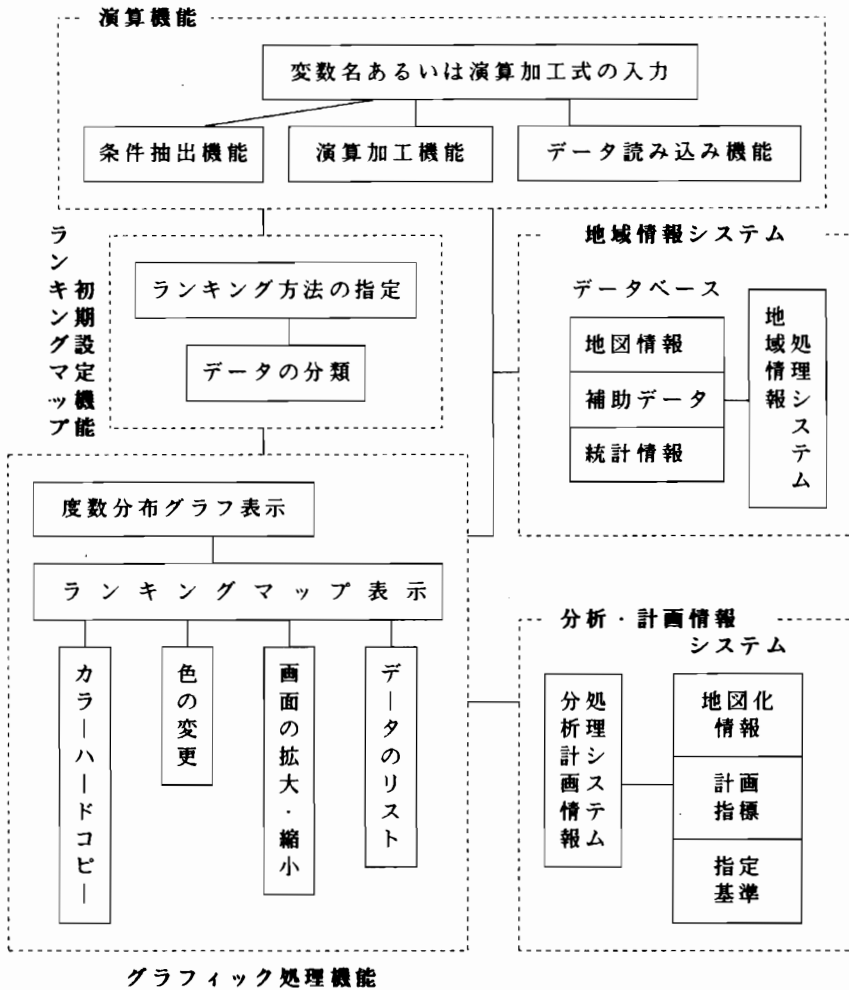 演算機能
変数名あるいは演算加工式の入力
条件抽出機能
演算加工機能
データ読み込み機能
ランキングマップ
初期設定機能
ランキング方法の指定
データの分類
地域情報システム
データベース
地図情報
補助データ
統計情報
地域情報
処理システム
度数分布グラフ表示
ランキングマップ表示
カラーハードコピー
色の変更
画面の拡大・縮小
データのリスト
グラフィック処理機能
分析・計画情報
システム
分析計画情報
処理システム
地図化
情報
計画
指標
指定
基準